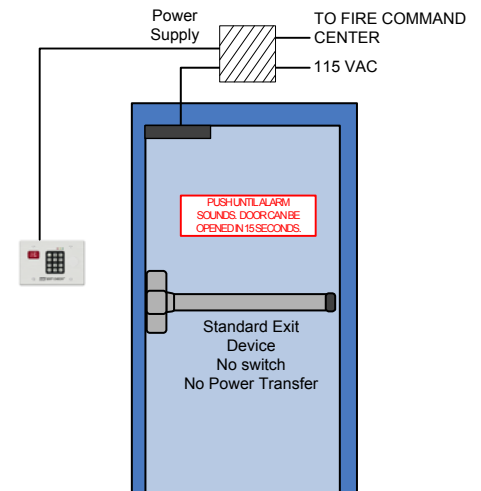 Power
Supply
TO FIRE COMMAND
CENTER
115 VAC
PUSH UNTIL ALARM
SOUNDS. DOOR CAN BE
OPENED IN 15 SECONDS.
Standard Exit
Device
No switch
No Power Transfer